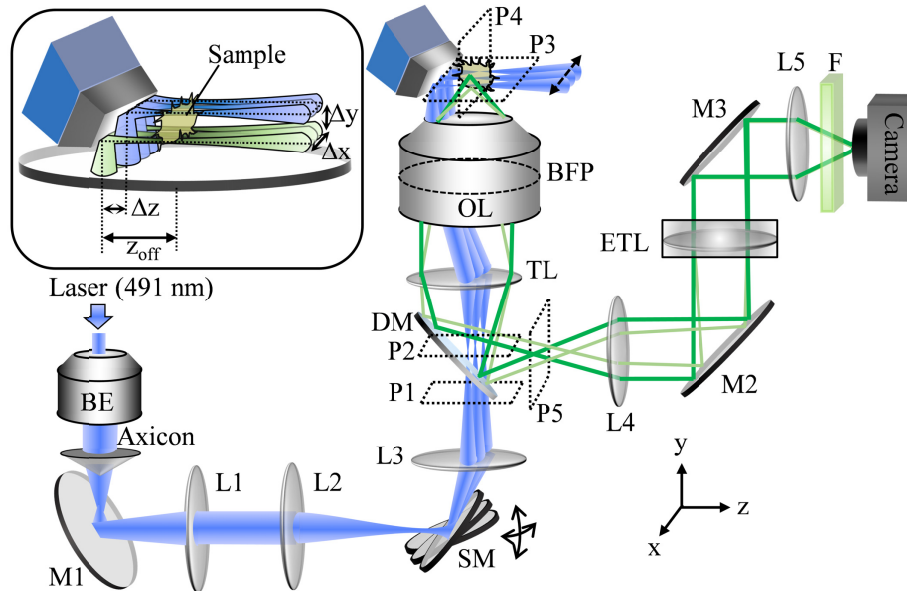 Sample
Δy
Δx
Δz
zoff
P4
P3
BFP
OL
TL
DM
P2
P1
P5
L3
SM
Laser (491 nm)
BE
Axicon
M1
L1
L2
L4
M2
ETL
M3
L5
F
Camera
y
z
x